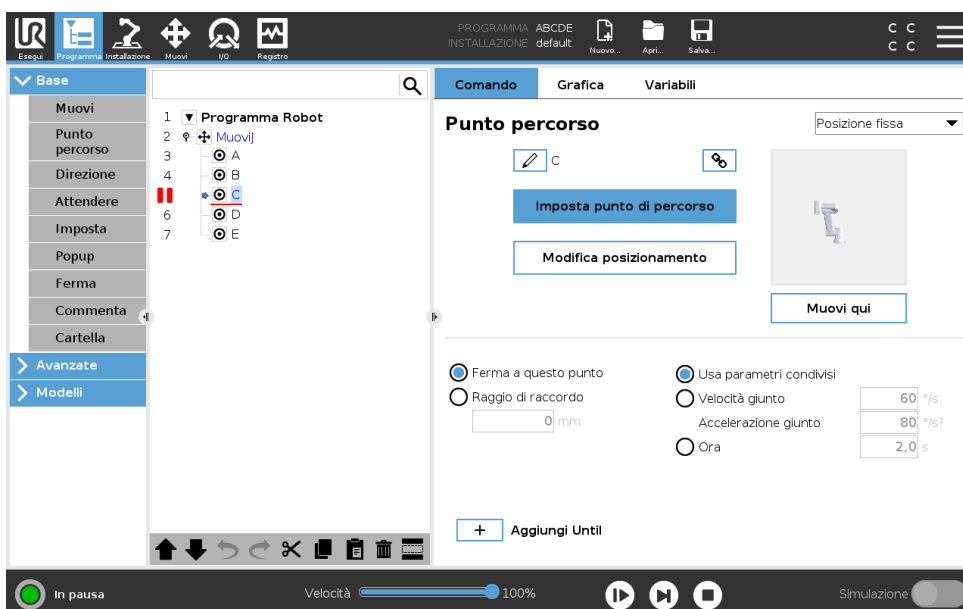 UR
PROGRAMMA ABCDE
INSTALLAZIONE default
C C
C C
Esegui Programma Installazione Muovi I/O Registro Nuovo... Apri... Salva...
Base
Muovi
Punto percorso
Direzione
Attendere
Imposta
Popup
Ferma
Commenta
Cartella
Avanzate
Modelli
1 Programma Robot
2 MuoviJ
3 A
4 B
C
6 D
7 E
Comando Grafica Variabili
Punto percorso
Posizione fissa
C
Imposta punto di percorso
Modifica posizionamento
Muovi qui
Ferma a questo punto
Raggio di raccordo
0 mm
Usa parametri condivisi
Velocità giunto 60 °/s
Accelerazione giunto 80 °/s²
Ora 2,0 s
+ Aggiungi Until
In pausa
Velocità 100%
Simulazione